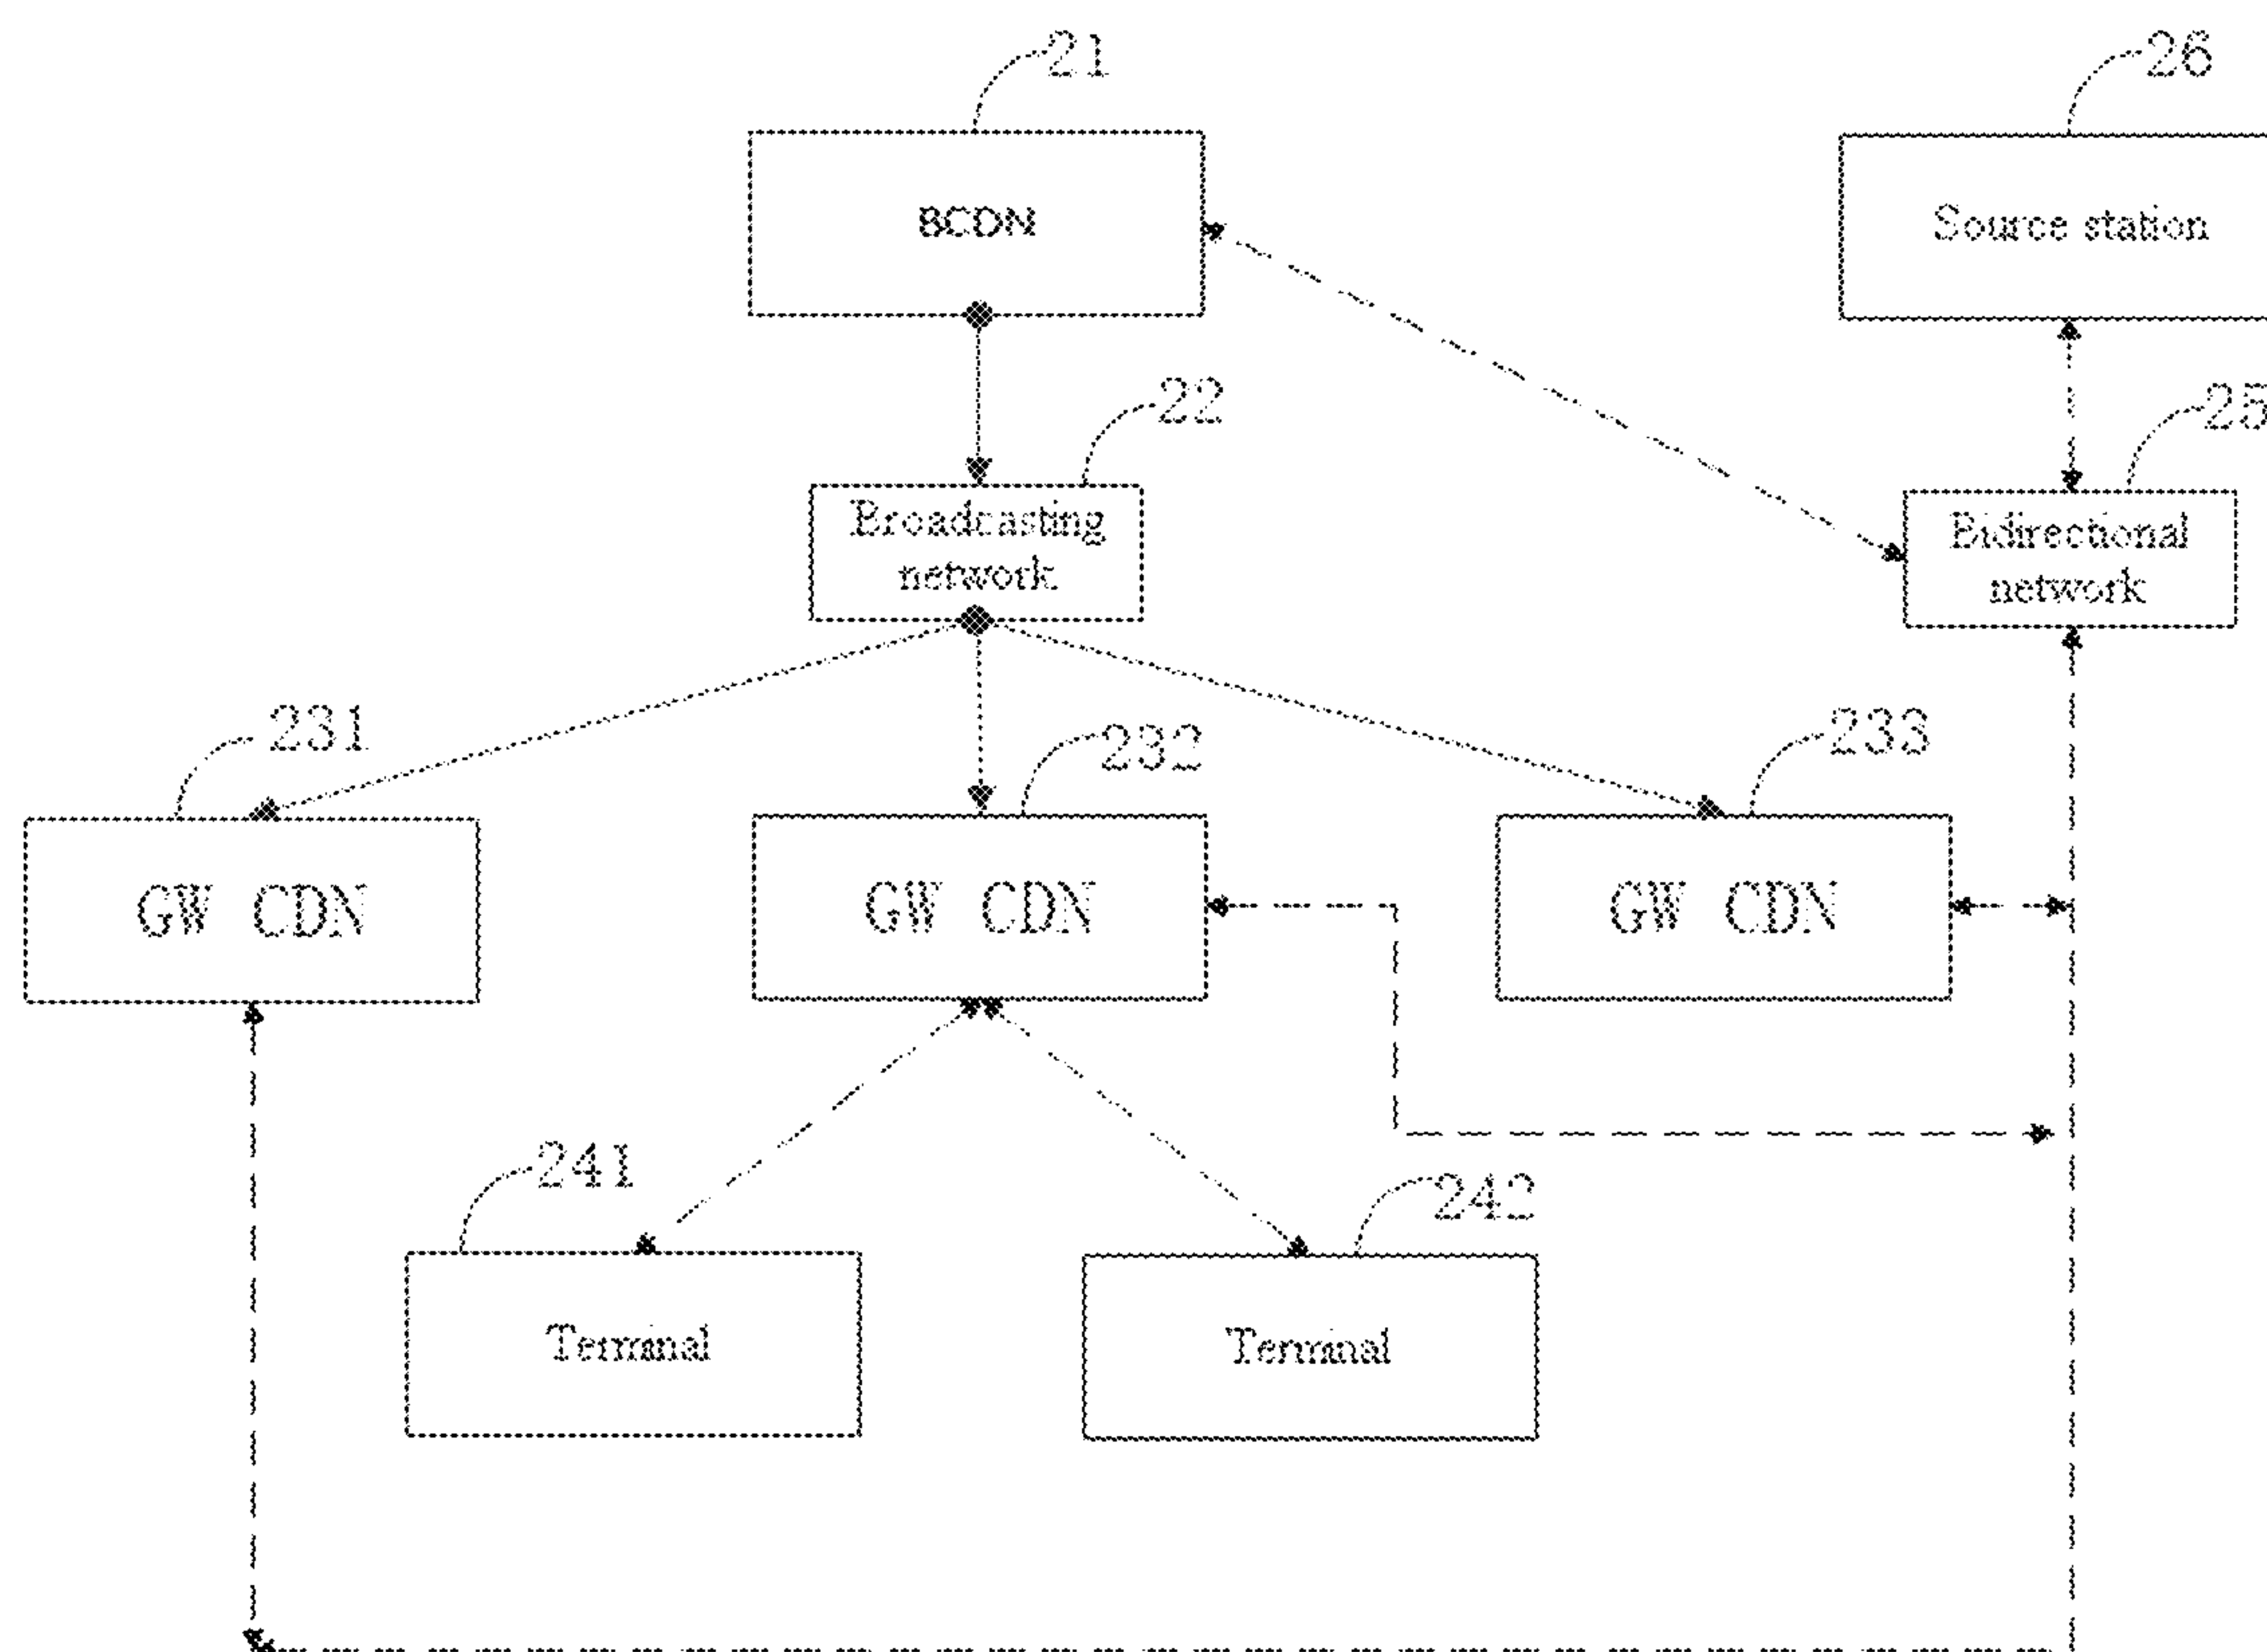 21
26
BCDN
Source station
22
25
Broadcasting
network
Bidirectional
network
231
232
233
GW CDN
GW CDN
GW CDN
241
242
Terminal
Terminal